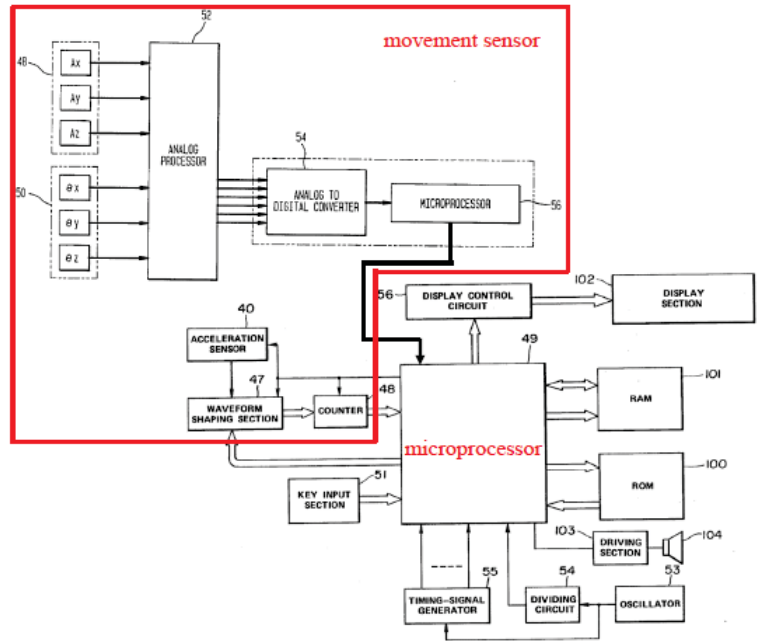 52
movement sensor
48
Ax
Ay
Az
ANALOG
PROCESSOR
50
θx
θy
θz
54
ANALOG TO
DIGITAL CONVERTER
MICROPROCESSOR
56
56
DISPLAY CONTROL
CIRCUIT
102
DISPLAY
SECTION
40
ACCELERATION
SENSOR
49
47
WAVEFORM
SHAPING SECTION
48
COUNTER
microprocessor
101
RAM
51
KEY INPUT
SECTION
100
ROM
103
DRIVING
SECTION
104
55
TIMING-SIGNAL
GENERATOR
54
DIVIDING
CIRCUIT
53
OSCILLATOR